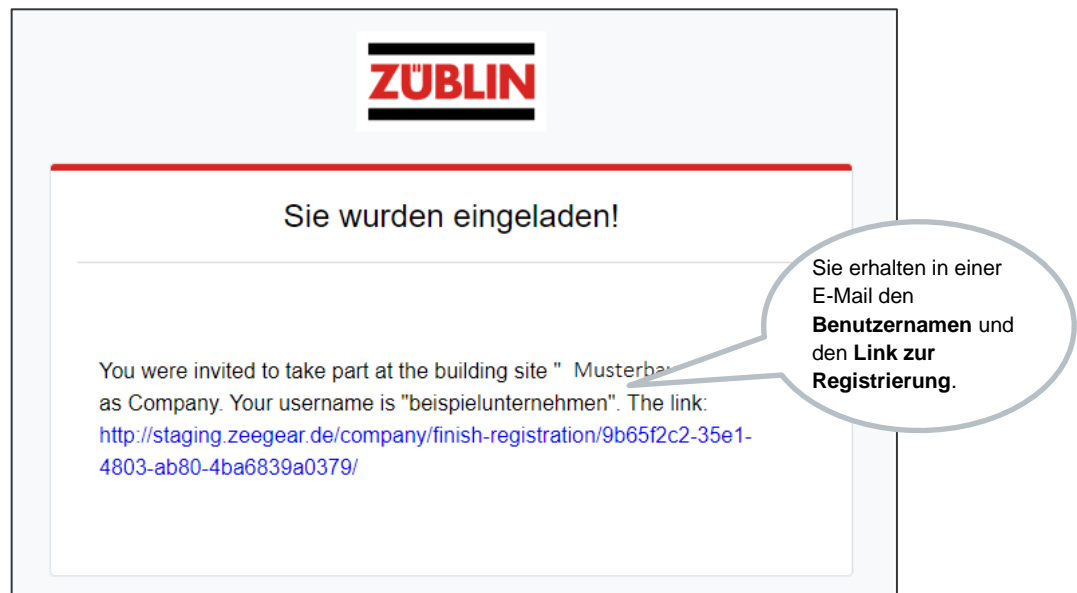 ZÜBLIN
Sie wurden eingeladen!
You were invited to take part at the building site "
as Company. Your username is "beispielunternehmen". The link:
http://staging.zeegear.de/company/finish-registration/9b65f2c2-35e1-
4803-ab80-4ba6839a0379/
Sie erhalten in einer
E-Mail den
Benutzernamen und
den Link zur
Registrierung.